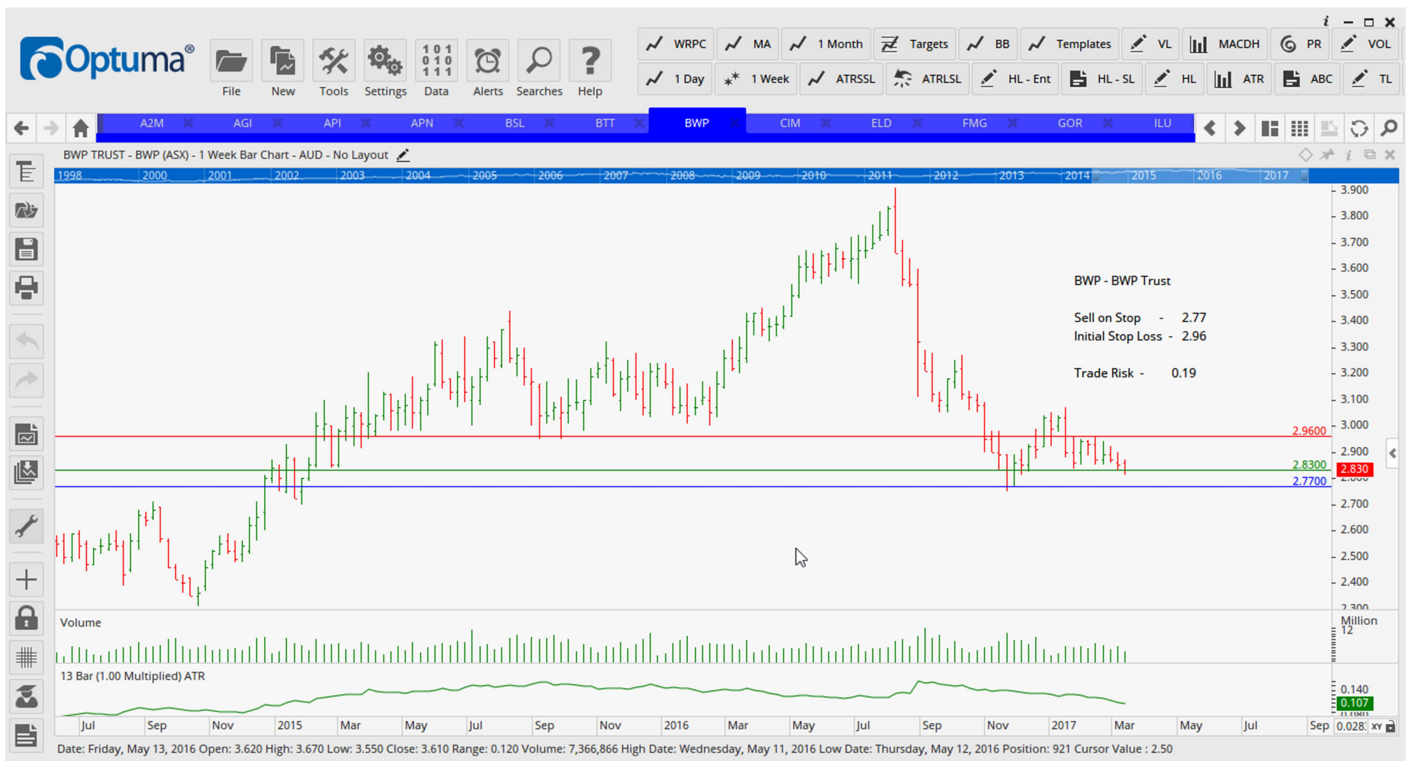 Optuma®
File New Tools Settings Data Alerts Searches Help
101
010
111
WRPC MA 1 Month Targets BB Templates VL MACDH PR VOL
1 Day 1 Week ATRSSL ATRLSL HL - Ent HL - SL HL ATR ABC TL
A2M AGI API APN BSL BTT BWP CIM ELD FMG GOR ILU
BWP TRUST - BWP (ASX) - 1 Week Bar Chart - AUD - No Layout
1998 2000 2001 2002 2003 2004 2005 2006 2007 2008 2009 2010 2011 2012 2013 2014 2015 2016 2017
3.900
3.800
3.700
3.600
3.500
3.400
3.300
3.200
3.100
3.000
2.900
2.800
2.700
2.600
2.500
2.400
2.300
BWP - BWP Trust
Sell on Stop - 2.77
Initial Stop Loss - 2.96
Trade Risk - 0.19
2.9600
2.8300 2.830
2.7700
Volume
Million
12
13 Bar (1.00 Multiplied) ATR
0.140
0.107
0.080
Jul Sep Nov 2015 Mar May Jul Sep Nov 2016 Mar May Jul Sep Nov 2017 Mar May Jul Sep 0.028 XY
Date: Friday, May 13, 2016 Open: 3.620 High: 3.670 Low: 3.550 Close: 3.610 Range: 0.120 Volume: 7,366,866 High Date: Wednesday, May 11, 2016 Low Date: Thursday, May 12, 2016 Position: 921 Cursor Value : 2.50